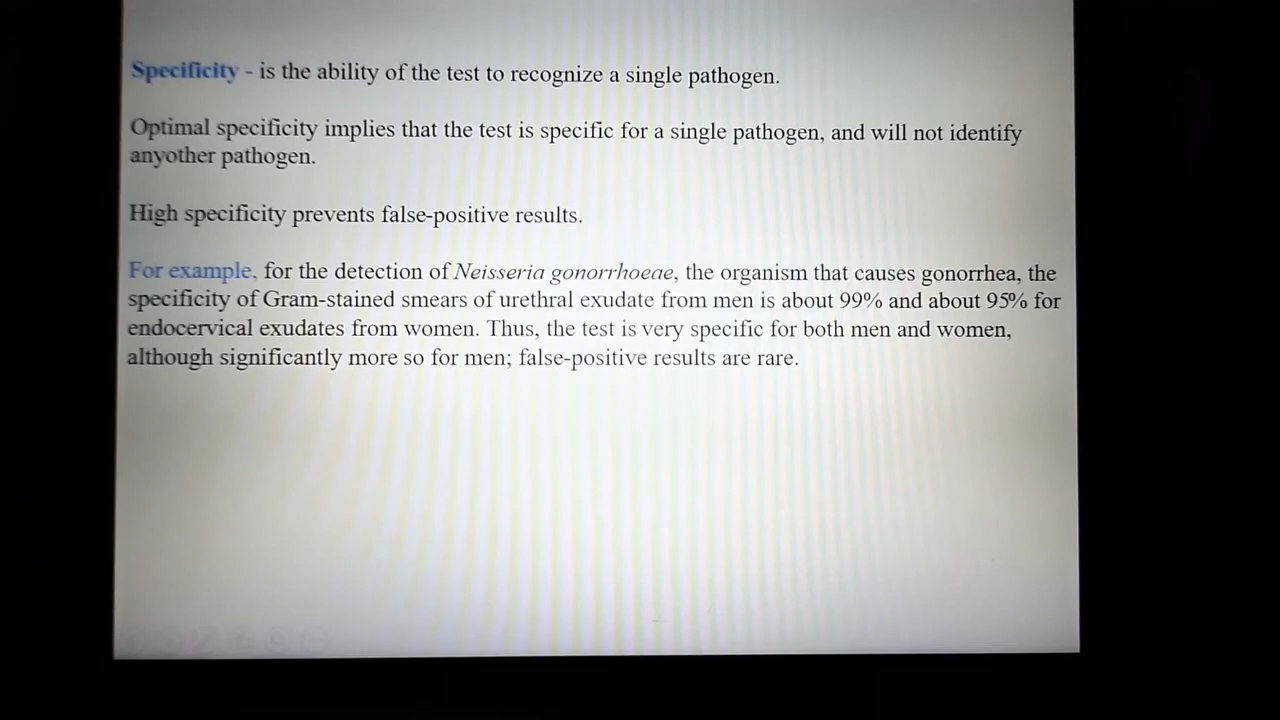 Specificity - is the ability of the test to recognize a single pathogen.
Optimal specificity implies that the test is specific for a single pathogen, and will not identify
anyother pathogen.
High specificity prevents false-positive results.
For example, for the detection of Neisseria gonorrhoeae, the organism that causes gonorrhea, the
specificity of Gram-stained smears of urethral exudate from men is about 99% and about 95% for
endocervical exudates from women. Thus, the test is very specific for both men and women,
although significantly more so for men; false-positive results are rare.